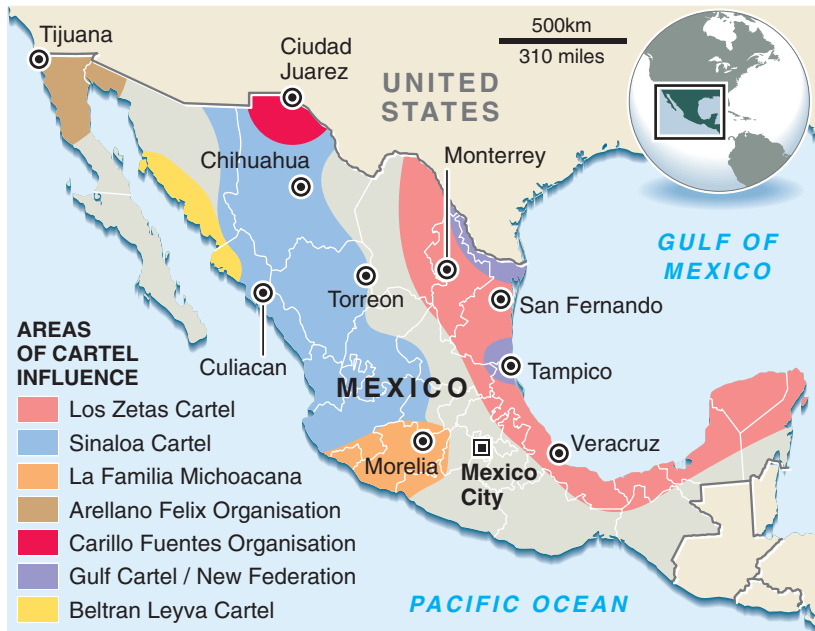 Tijuana
Ciudad
Juarez
500km
310 miles
UNITED
STATES
Chihuahua
Monterrey
GULF OF
MEXICO
Torreon
San Fernando
Culiacan
Tampico
MEXICO
Veracruz
Morelia
Mexico
City
PACIFIC OCEAN
AREAS
OF CARTEL
INFLUENCE
Los Zetas Cartel
Sinaloa Cartel
La Familia Michoacana
Arellano Felix Organisation
Carillo Fuentes Organisation
Gulf Cartel / New Federation
Beltran Leyva Cartel